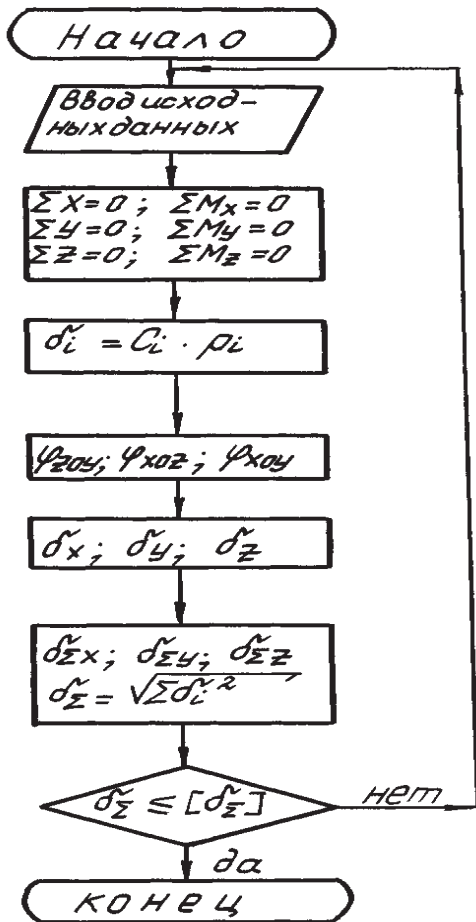 Начало
Ввод исход-
ных данных
ΣX=0; ΣMx=0
ΣY=0; ΣMy=0
ΣZ=0; ΣMz=0
δi = Ci · pi
φzoy; φxoz; φxoy
δx; δy; δz
δΣx; δΣy; δΣz
δΣ = √Σδi²
δΣ ≤ [δΣ]
нет
да
конец